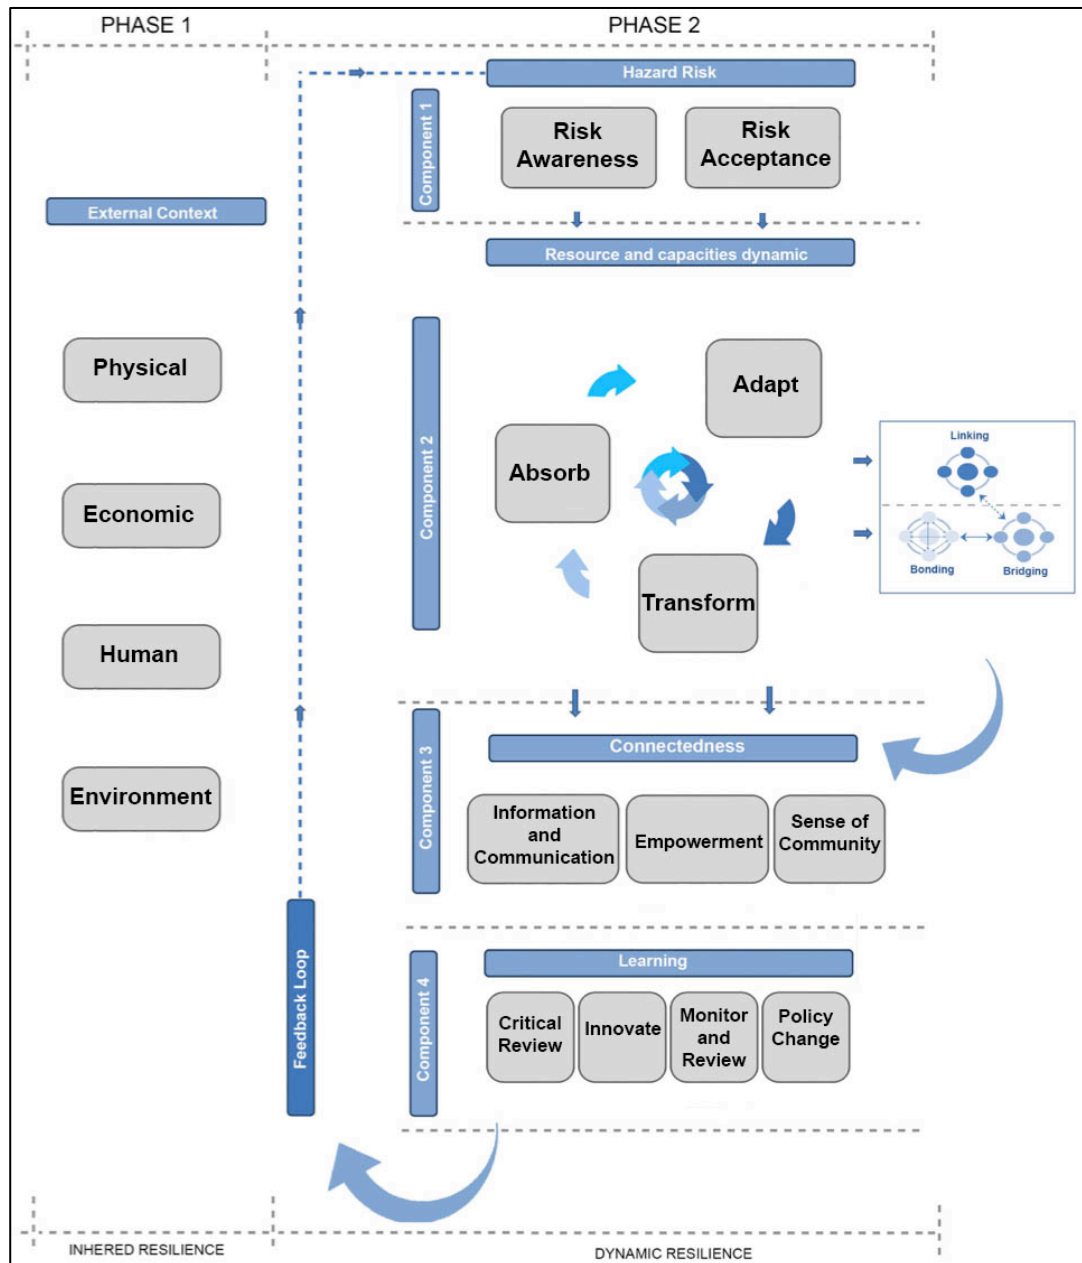 PHASE 1
PHASE 2
Hazard Risk
Component 1
Risk
Awareness
Risk
Acceptance
External Context
Resource and capacities dynamic
Physical
Economic
Human
Environment
Component 2
Absorb
Adapt
Transform
Linking
Bonding
Bridging
Component 3
Connectedness
Information
and
Communication
Empowerment
Sense of
Community
Feedback Loop
Component 4
Learning
Critical
Review
Innovate
Monitor
and
Review
Policy
Change
INHERED RESILIENCE
DYNAMIC RESILIENCE